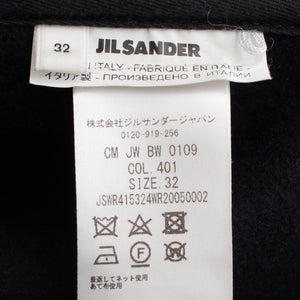 32
JIL SANDER
ITALY - FABRIQUÉ EN ITALIE -
イタリア製 - ПРОИЗВЕДЕНО В ИТАЛИИ
株式会社ジルサンダージャパン
0120-919-256
CM JW BW 0109
COL. 401
SIZE. 32
JSWR415324WR20050002
P
返返してネット使用
あて布使用